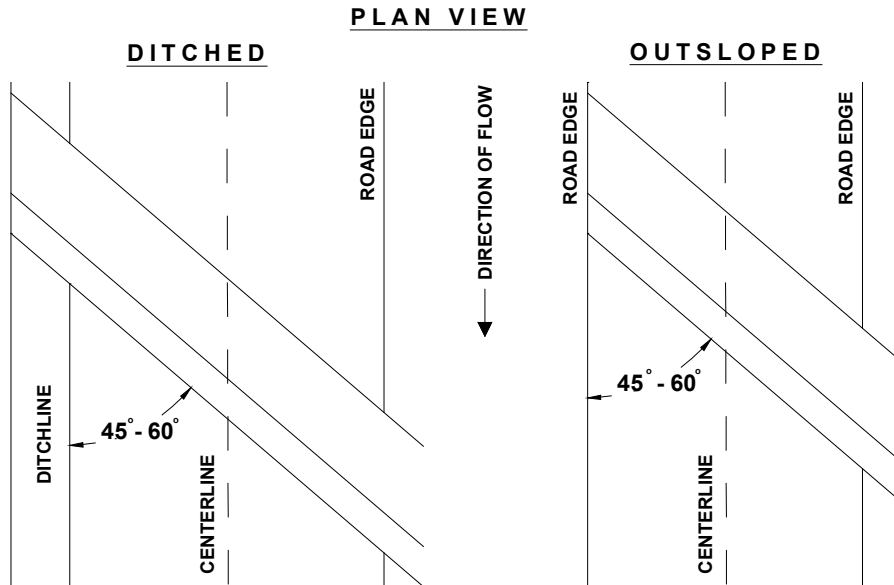 PLAN VIEW
DITCHED
OUTSLOPED
ROAD EDGE
DIRECTION OF FLOW
ROAD EDGE
ROAD EDGE
45° - 60°
DITCHLINE
CENTERLINE
45° - 60°
CENTERLINE